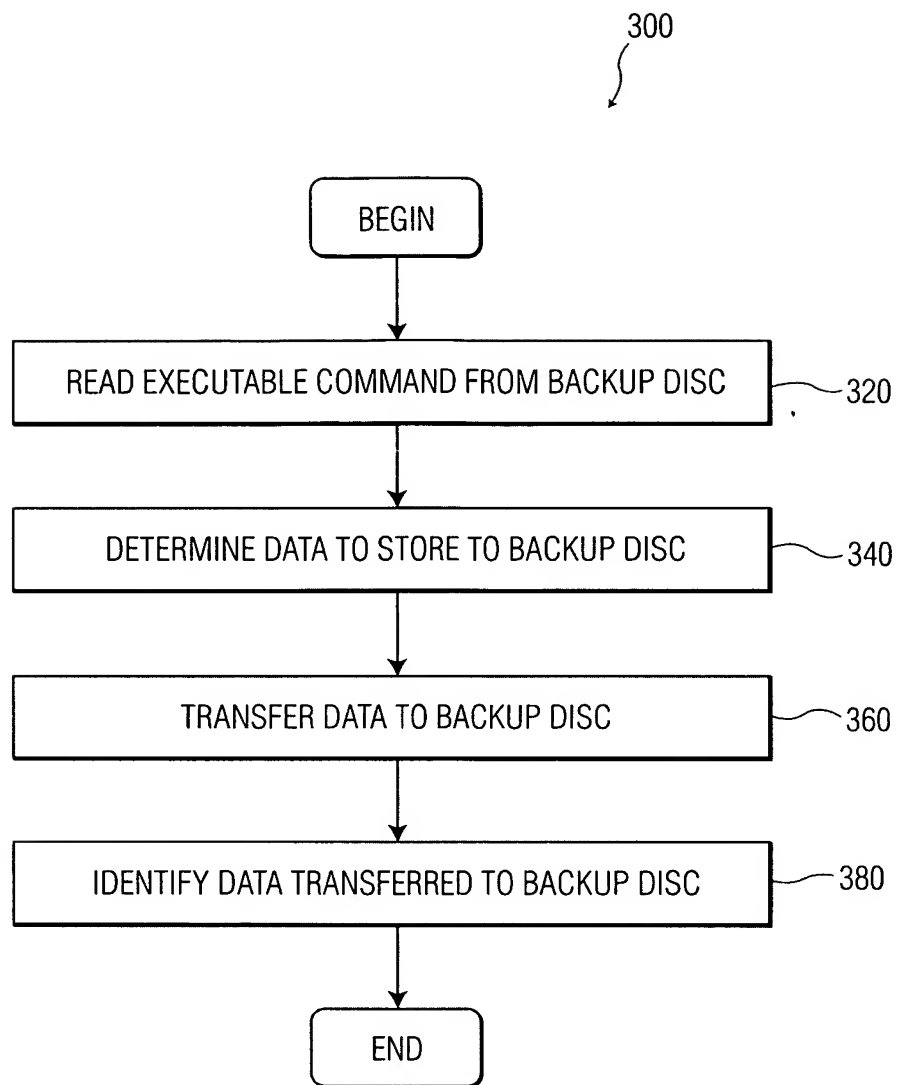 300
BEGIN
READ EXECUTABLE COMMAND FROM BACKUP DISC
320
DETERMINE DATA TO STORE TO BACKUP DISC
340
TRANSFER DATA TO BACKUP DISC
360
IDENTIFY DATA TRANSFERRED TO BACKUP DISC
380
END